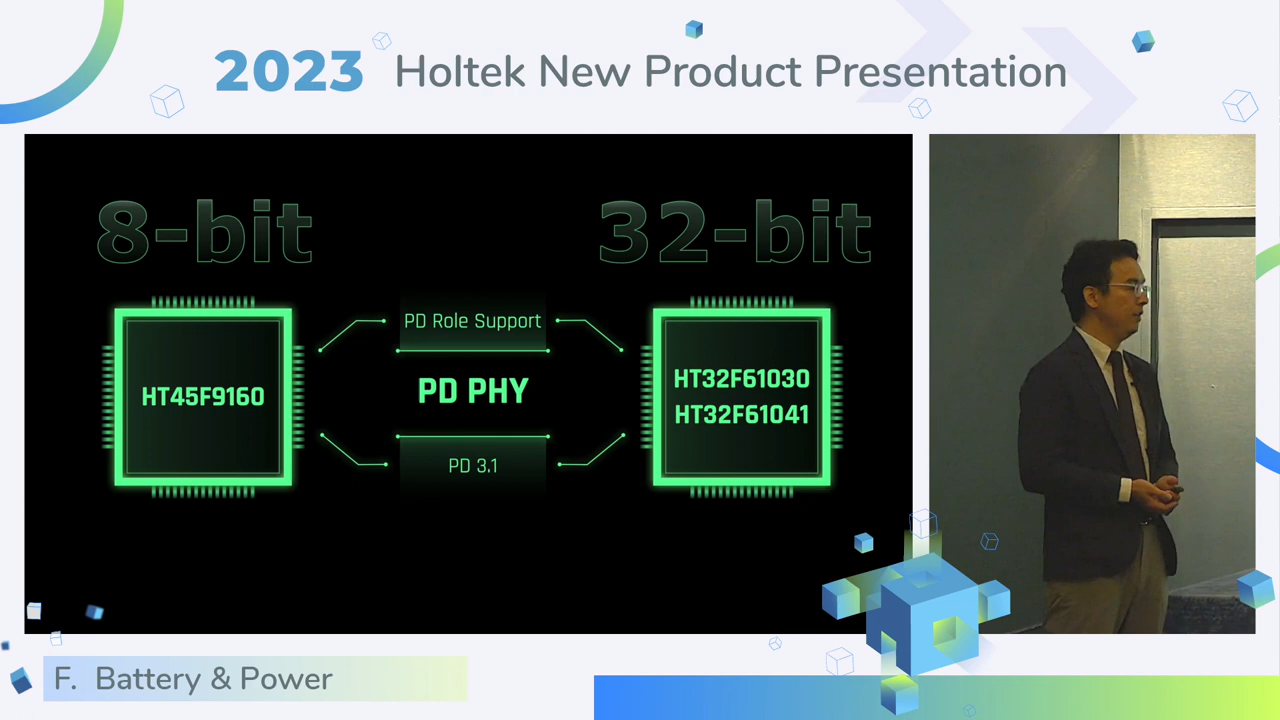 2023 Holtek New Product Presentation
8-bit
32-bit
PD Role Support
HT45F9160
PD PHY
HT32F61030
HT32F61041
PD 3.1
F. Battery & Power